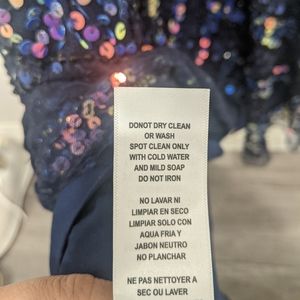 DONOT DRY CLEAN
OR WASH
SPOT CLEAN ONLY
WITH COLD WATER
AND MILD SOAP
DO NOT IRON
NO LAVAR NI
LIMPIAR EN SECO
LIMPIAR SOLO CON
AQUA FRIA Y
JABON NEUTRO
NO PLANCHAR
NE PAS NETTOYER A
SEC OU LAVER